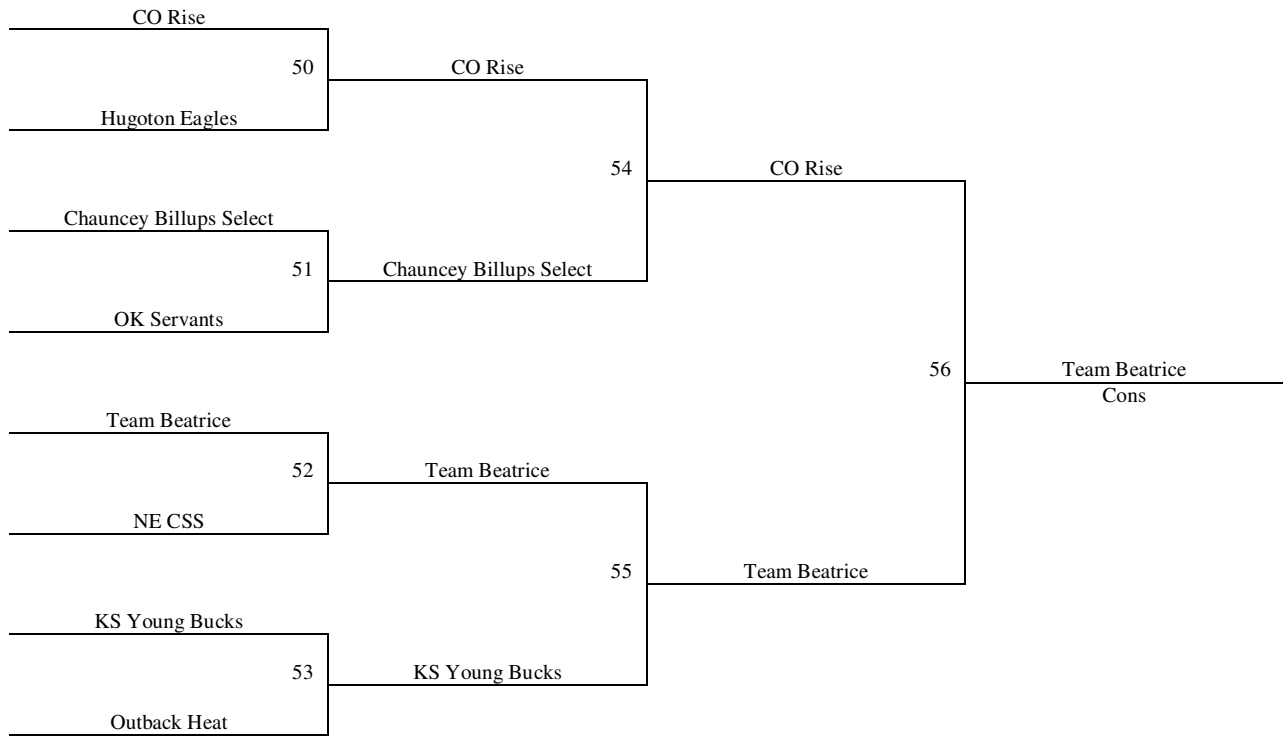 CO Rise
50
CO Rise
Hugoton Eagles
54
CO Rise
Chauncey Billups Select
51
Chauncey Billups Select
OK Servants
56
Team Beatrice
Cons
Team Beatrice
52
Team Beatrice
NE CSS
55
Team Beatrice
KS Young Bucks
53
KS Young Bucks
Outback Heat